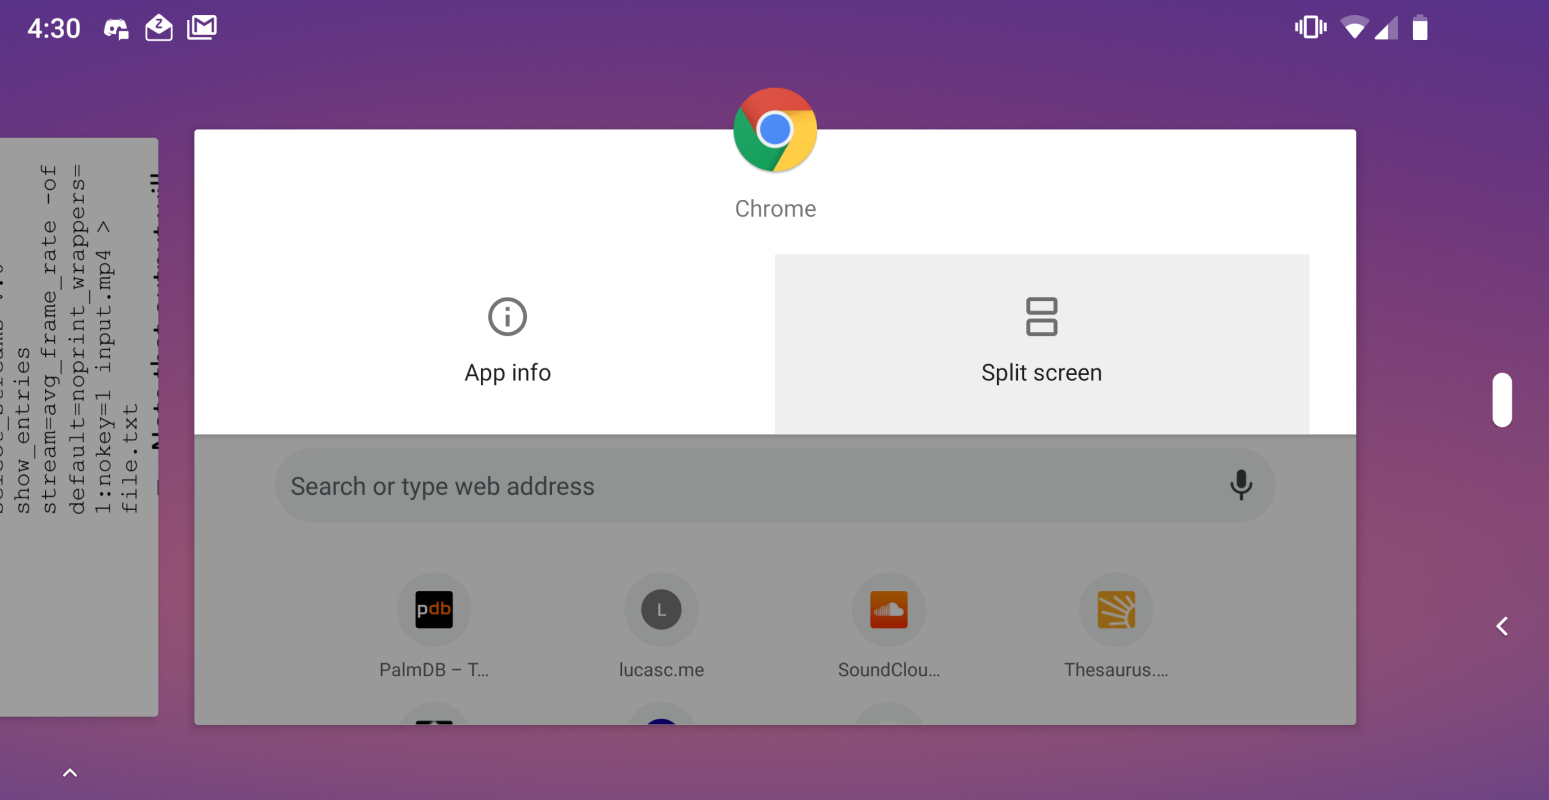 4:30
Chrome
App info
Split screen
Search or type web address
pdb
L
PalmDB – T…
lucasc.me
SoundClou…
Thesaurus.…
show_entries
stream=avg_frame_rate -of
default=noprint_wrappers=
1:nokey=1 input.mp4 >
file.txt